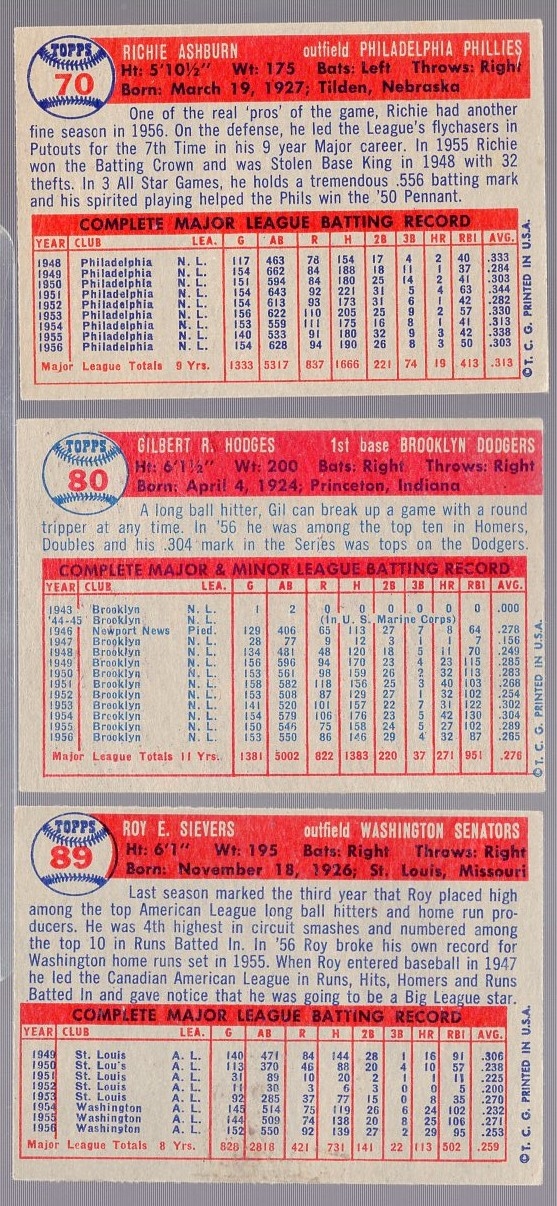 TOPPS
70
RICHIE ASHBURN outfield PHILADELPHIA PHILLIES
Ht: 5'10½" Wt: 175 Bats: Left Throws: Right
Born: March 19, 1927; Tilden, Nebraska
One of the real 'pros' of the game, Richie had another
fine season in 1956. On the defense, he led the League's flychasers in
Putouts for the 7th Time in his 9 year Major career. In 1955 Richie
won the Batting Crown and was Stolen Base King in 1948 with 32
thefts. In 3 All Star Games, he holds a tremendous .556 batting mark
and his spirited playing helped the Phils win the '50 Pennant.
COMPLETE MAJOR LEAGUE BATTING RECORD
YEAR CLUB LEA. G AB R H 2B 3B HR RBI AVG.
1948 Philadelphia N. L. 117 463 78 154 17 4 2 40 .333
1949 Philadelphia N. L. 154 662 84 188 18 11 1 37 .284
1950 Philadelphia N. L. 151 594 84 180 25 14 2 41 .303
1951 Philadelphia N. L. 154 643 92 221 31 5 4 63 .344
1952 Philadelphia N. L. 154 613 93 173 31 6 1 42 .282
1953 Philadelphia N. L. 156 622 110 205 25 9 2 57 .330
1954 Philadelphia N. L. 153 559 111 175 16 8 1 41 .313
1955 Philadelphia N. L. 140 533 91 180 32 9 3 42 .338
1956 Philadelphia N. L. 154 628 94 190 26 8 3 50 .303
Major League Totals 9 Yrs. 1333 5317 837 1666 221 74 19 413 .313
© T. C. G. PRINTED IN U.S.A.
TOPPS
80
GILBERT R. HODGES 1st base BROOKLYN DODGERS
Ht: 6'1½" Wt: 200 Bats: Right Throws: Right
Born: April 4, 1924; Princeton, Indiana
A long ball hitter, Gil can break up a game with a round
tripper at any time. In '56 he was among the top ten in Homers,
Doubles and his .304 mark in the Series was tops on the Dodgers.
COMPLETE MAJOR & MINOR LEAGUE BATTING RECORD
YEAR CLUB LEA. G AB R H 2B 3B HR RBI AVG.
1943 Brooklyn N. L. 1 2 0 0 0 0 0 0 .000
'44-45 Brooklyn N. L. (In U. S. Marine Corps)
1946 Newport News Pied. 129 406 65 113 27 7 8 64 .278
1947 Brooklyn N. L. 28 77 9 12 3 1 1 7 .156
1948 Brooklyn N. L. 134 481 48 120 18 5 11 70 .249
1949 Brooklyn N. L. 156 596 94 170 23 4 23 115 .285
1950 Brooklyn N. L. 153 561 98 159 26 2 32 113 .283
1951 Brooklyn N. L. 158 582 118 156 25 3 40 103 .268
1952 Brooklyn N. L. 153 508 87 129 27 1 32 102 .254
1953 Brooklyn N. L. 141 520 101 157 22 7 31 122 .302
1954 Brooklyn N. L. 154 579 106 176 23 5 42 130 .304
1955 Brooklyn N. L. 150 546 75 158 24 5 27 102 .289
1956 Brooklyn N. L. 153 550 86 146 29 4 32 87 .265
Major League Totals 11 Yrs. 1381 5002 822 1383 220 37 271 951 .276
© T. C. G. PRINTED IN U.S.A.
TOPPS
89
ROY E. SIEVERS outfield WASHINGTON SENATORS
Ht: 6'1" Wt: 195 Bats: Right Throws: Right
Born: November 18, 1926; St. Louis, Missouri
Last season marked the third year that Roy placed high
among the top American League long ball hitters and home run pro-
ducers. He was 4th highest in circuit smashes and numbered among
the top 10 in Runs Batted In. In '56 Roy broke his own record for
Washington home runs set in 1955. When Roy entered baseball in 1947
he led the Canadian American League in Runs, Hits, Homers and Runs
Batted In and gave notice that he was going to be a Big League star.
COMPLETE MAJOR LEAGUE BATTING RECORD
YEAR CLUB LEA. G AB R H 2B 3B HR RBI AVG.
1949 St. Louis A. L. 140 471 84 144 28 1 16 91 .306
1950 St. Lou's A. L. 113 370 46 88 20 4 10 57 .238
1951 St. Louis A. L. 31 89 10 20 2 1 1 11 .225
1952 St. Louis A. L. 11 30 3 6 3 0 0 5 .200
1953 St. Louis A. L. 92 285 37 77 15 0 8 35 .270
1954 Washington A. L. 145 514 75 119 26 6 24 102 .232
1955 Washington A. L. 144 509 74 138 20 8 25 106 .271
1956 Washington A. L. 152 550 92 139 27 2 29 95 .253
Major League Totals 8 Yrs. 828 2818 421 731 141 22 113 502 .259
© T. C. G. PRINTED IN U.S.A.